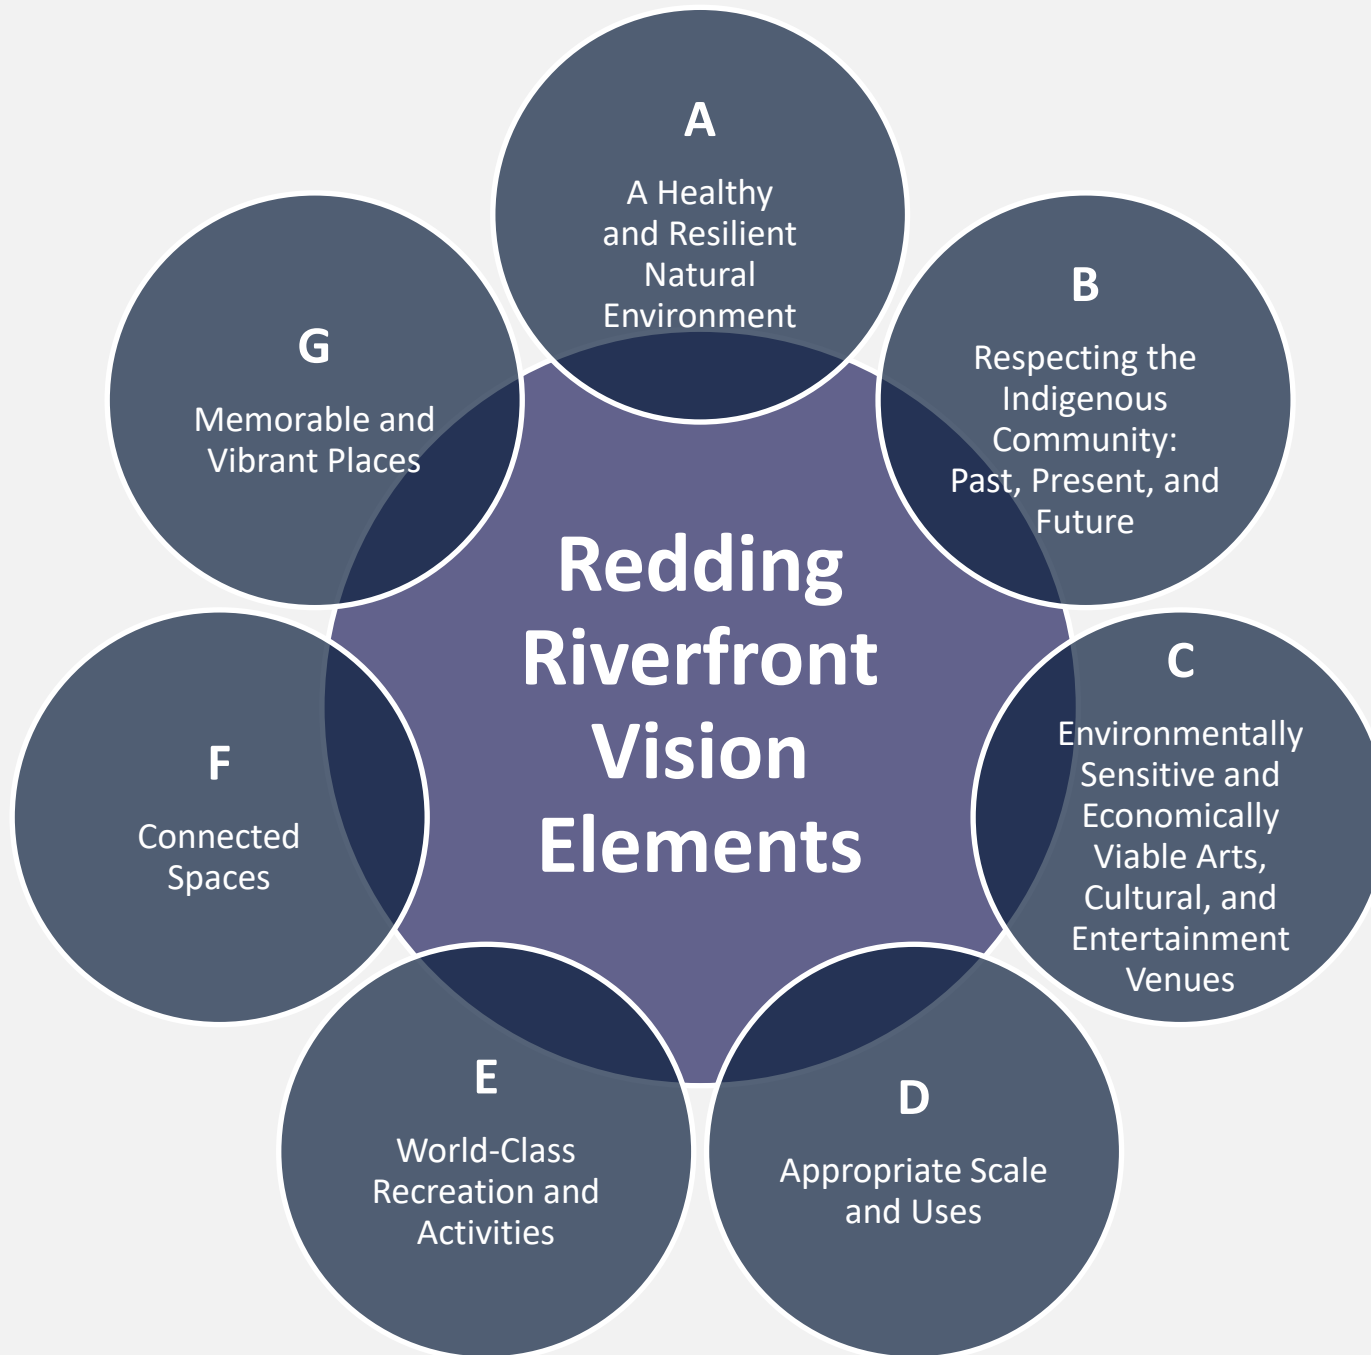 A
A Healthy
and Resilient
Natural
Environment
B
Respecting the
Indigenous
Community:
Past, Present, and
Future
C
Environmentally
Sensitive and
Economically
Viable Arts,
Cultural, and
Entertainment
Venues
D
Appropriate Scale
and Uses
E
World-Class
Recreation and
Activities
F
Connected
Spaces
G
Memorable and
Vibrant Places
Redding
Riverfront
Vision
Elements